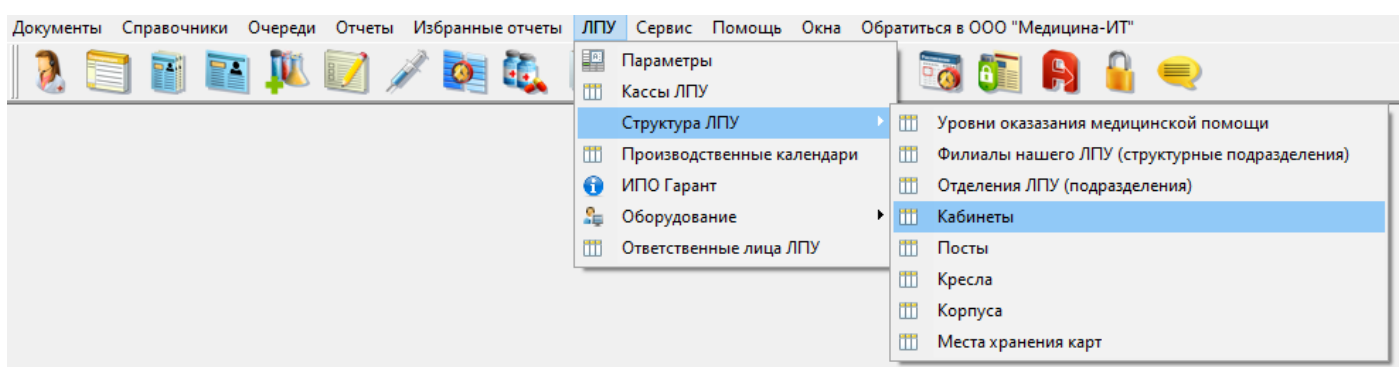 Документы Справочники Очереди Отчеты Избранные отчеты ЛПУ Сервис Помощь Окна Обратиться в ООО "Медицина-ИТ"
Параметры
Кассы ЛПУ
Структура ЛПУ
Производственные календари
ИПО Гарант
Оборудование
Ответственные лица ЛПУ
Уровни оказазания медицинской помощи
Филиалы нашего ЛПУ (структурные подразделения)
Отделения ЛПУ (подразделения)
Кабинеты
Посты
Кресла
Корпуса
Места хранения карт